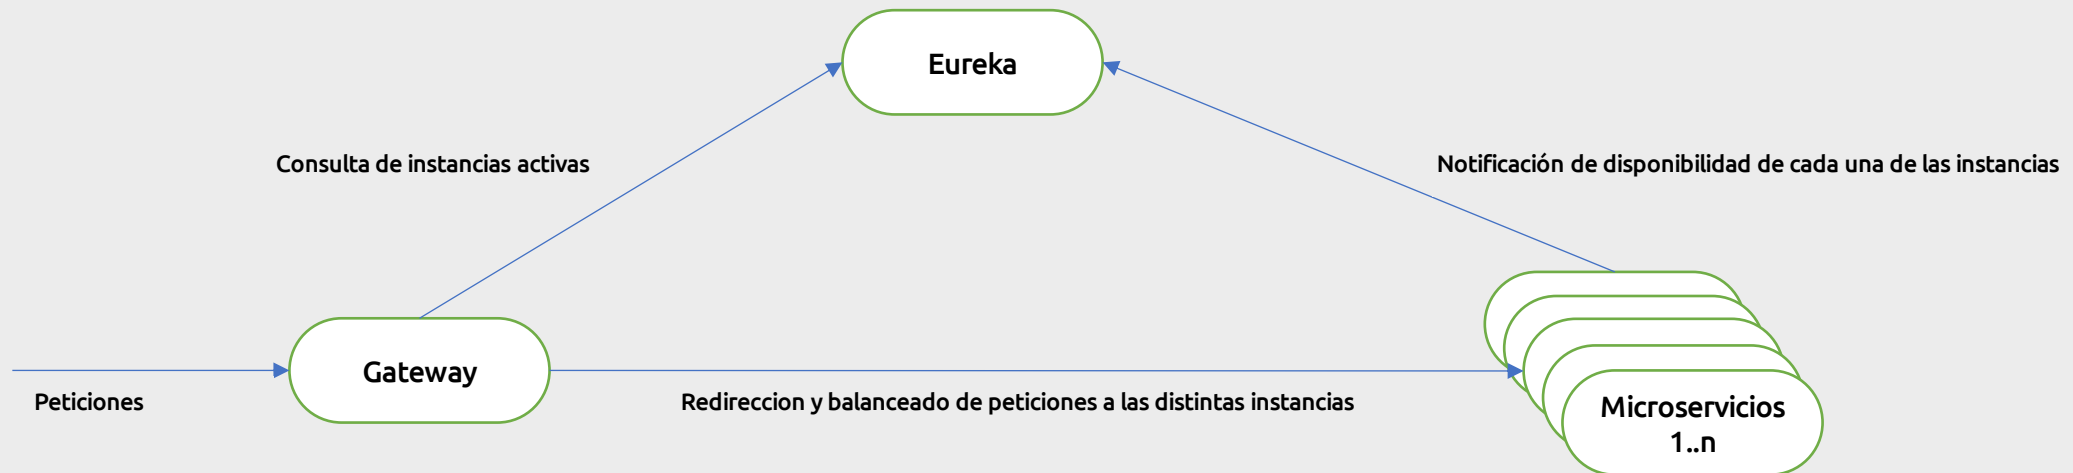 Eureka
Consulta de instancias activas
Notificación de disponibilidad de cada una de las instancias
Gateway
Peticiones
Redireccion y balanceado de peticiones a las distintas instancias
Microservicios
1..n